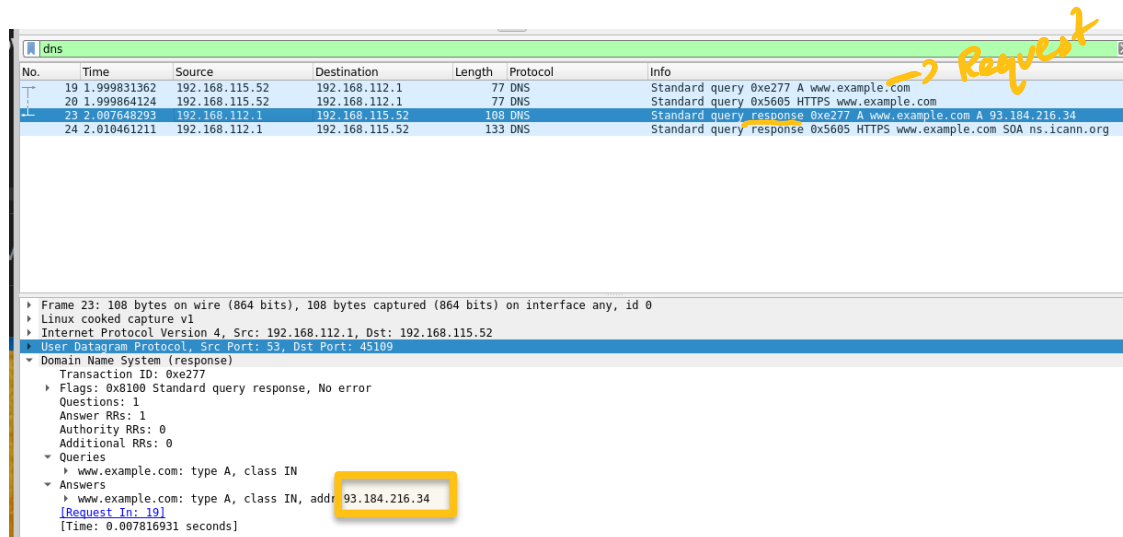 → Request
dns
No. Time Source Destination Length Protocol Info
19 1.999831362 192.168.115.52 192.168.112.1 77 DNS Standard query 0xe277 A www.example.com
20 1.999864124 192.168.115.52 192.168.112.1 77 DNS Standard query 0x5605 HTTPS www.example.com
23 2.007648293 192.168.112.1 192.168.115.52 108 DNS Standard query response 0xe277 A www.example.com A 93.184.216.34
24 2.010461211 192.168.112.1 192.168.115.52 133 DNS Standard query response 0x5605 HTTPS www.example.com SOA ns.icann.org
Frame 23: 108 bytes on wire (864 bits), 108 bytes captured (864 bits) on interface any, id 0
Linux cooked capture v1
Internet Protocol Version 4, Src: 192.168.112.1, Dst: 192.168.115.52
User Datagram Protocol, Src Port: 53, Dst Port: 45109
Domain Name System (response)
Transaction ID: 0xe277
Flags: 0x8100 Standard query response, No error
Questions: 1
Answer RRs: 1
Authority RRs: 0
Additional RRs: 0
Queries
www.example.com: type A, class IN
Answers
www.example.com: type A, class IN, addr 93.184.216.34
[Request In: 19]
[Time: 0.007816931 seconds]